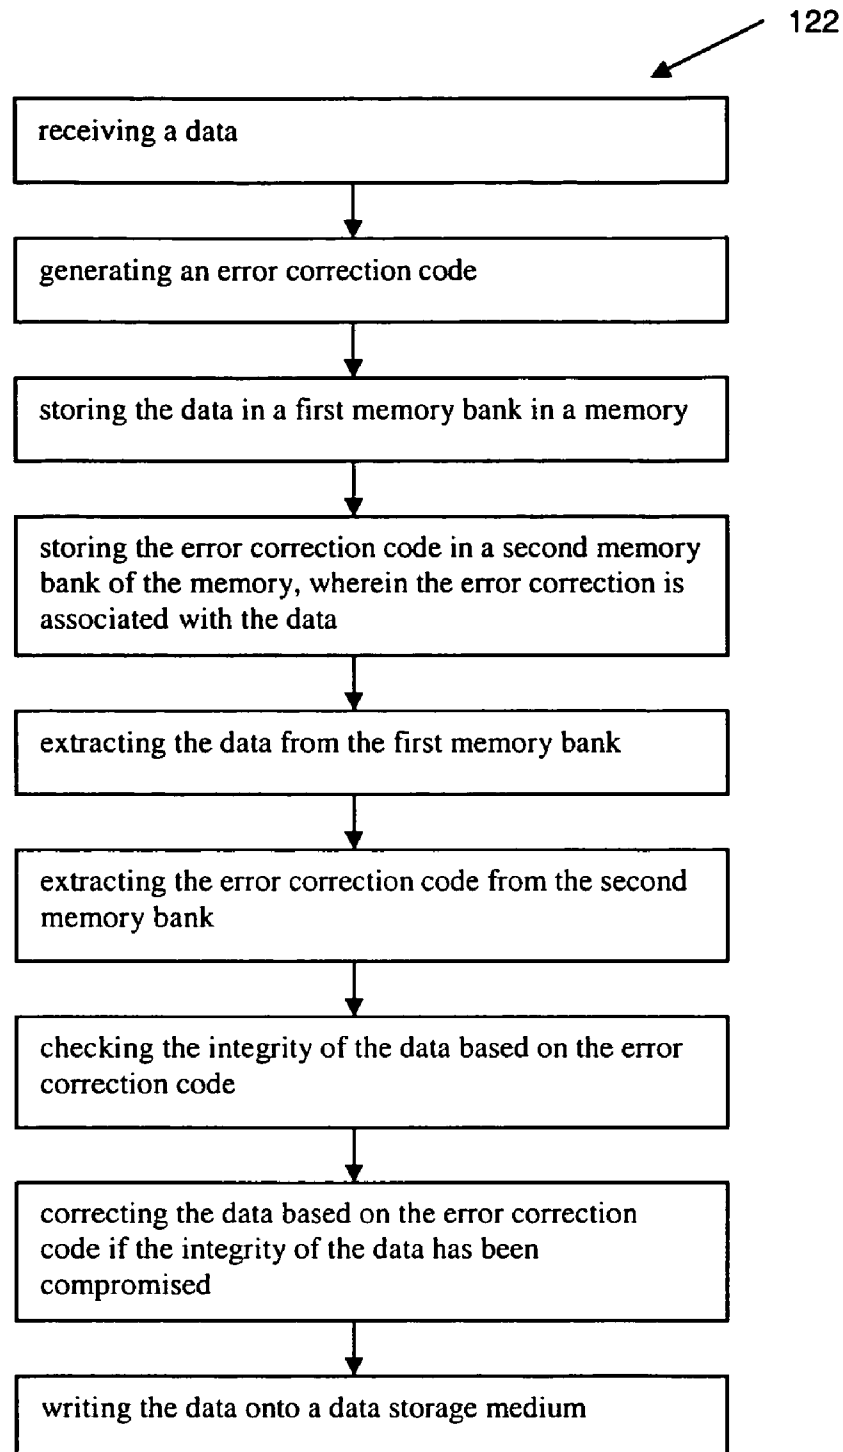 122
receiving a data
generating an error correction code
storing the data in a first memory bank in a memory
storing the error correction code in a second memory
bank of the memory, wherein the error correction is
associated with the data
extracting the data from the first memory bank
extracting the error correction code from the second
memory bank
checking the integrity of the data based on the error
correction code
correcting the data based on the error correction
code if the integrity of the data has been
compromised
writing the data onto a data storage medium